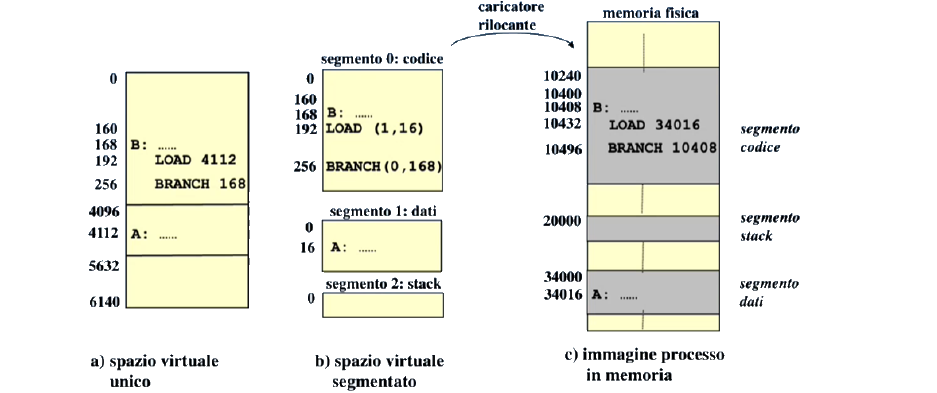 caricatore
rilocante
memoria fisica
segmento 0: codice
0
160
168 B: ......
192 LOAD 4112
256 BRANCH 168
4096
4112 A: ......
5632
6140
a) spazio virtuale
unico
0
160
168 B: ......
192 LOAD (1,16)
256 BRANCH(0,168)
segmento 1: dati
0
16 A: ......
segmento 2: stack
0
b) spazio virtuale
segmentato
10240
10400
10408 B: ......
10432 LOAD 34016
10496 BRANCH 10408
segmento
codice
20000
segmento
stack
34000
34016 A: ......
segmento
dati
c) immagine processo
in memoria